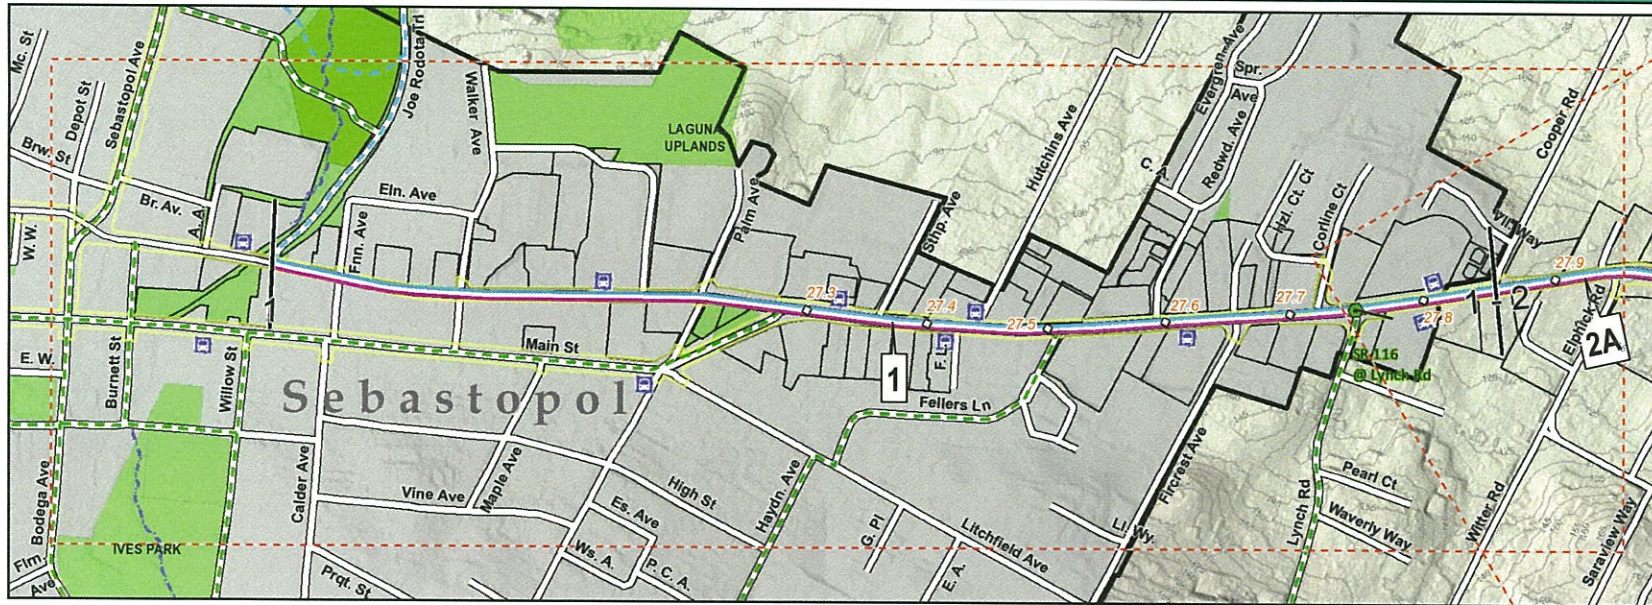 Mc. St
Depot St
Sebastopol Ave
Brw. St
Br. Av.
A. A.
W. W.
Joe Rodota Trl
Walker Ave
Eln. Ave
Fnn. Ave
LAGUNA
UPLANDS
Palm Ave
Sthp. Ave
Hutchins Ave
C. A.
Evergren Ave
Spr.
Ave
Redwd. Ave
Hzl. Ct. Ct
Corline Ct
Cooper Rd
Elphick Rd
1
27.3
27.4
27.5
27.6
27.7
27.8
27.9
1 - 2
2A
1
SR 116
@ Lynch Rd
E. W.
Burnett St
Willow St
Main St
Sebastopol
F. L.
Fellers Ln
Bodega Ave
Calder Ave
Vine Ave
Maple Ave
High St
Haydn. Ave
Es. Ave
Ws. A.
P. C. A.
G. Pl
Litchfield Ave
E. A.
Ll. Wy.
Fircrest Ave
Lynch Rd
Pearl Ct
Waverly Way
Witter Rd
Saraview Way
IVES PARK
Flm.
Ave
Prqt. St